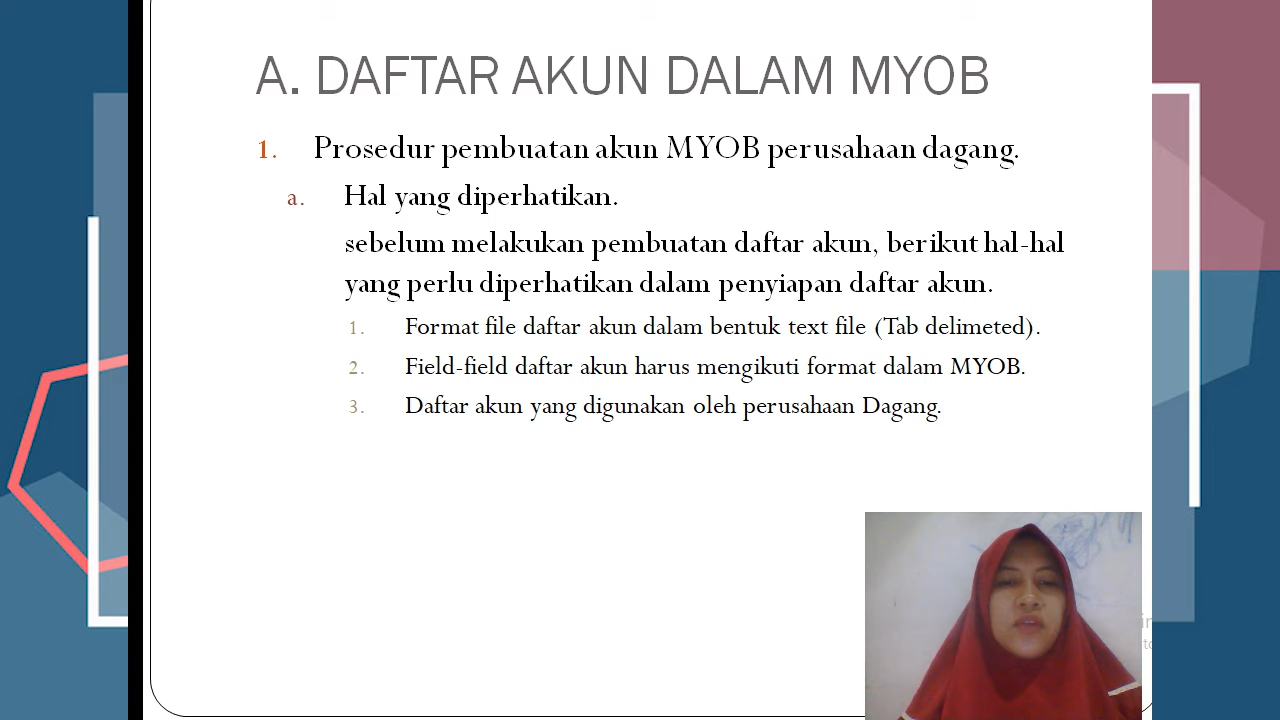 A. DAFTAR AKUN DALAM MYOB
1. Prosedur pembuatan akun MYOB perusahaan dagang.
a. Hal yang diperhatikan.
sebelum melakukan pembuatan daftar akun, berikut hal-hal
yang perlu diperhatikan dalam penyiapan daftar akun.
1. Format file daftar akun dalam bentuk text file (Tab delimeted).
2. Field-field daftar akun harus mengikuti format dalam MYOB.
3. Daftar akun yang digunakan oleh perusahaan Dagang.